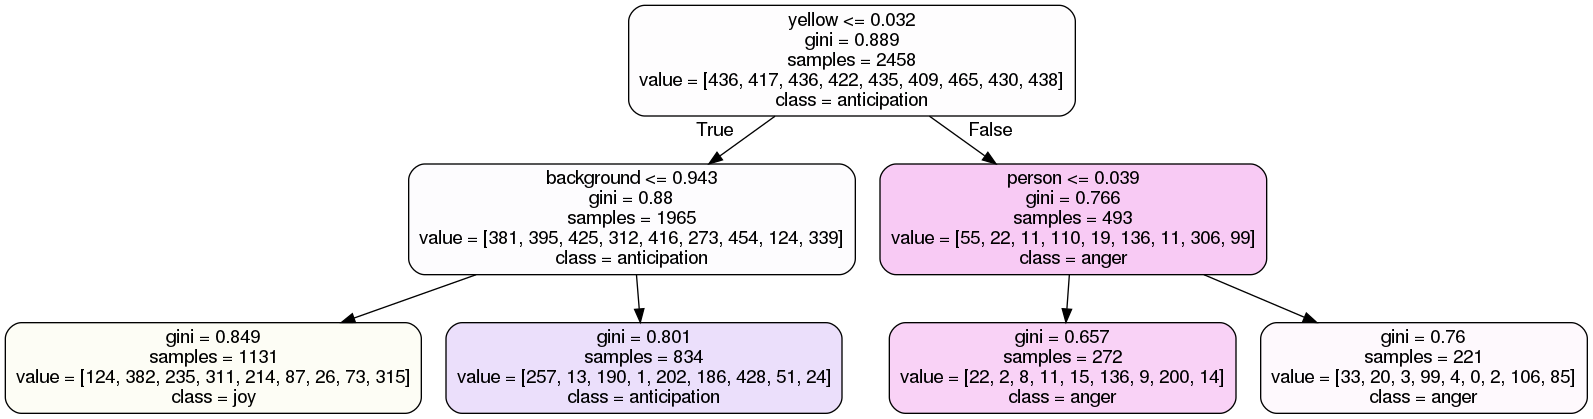 yellow <= 0.032
gini = 0.889
samples = 2458
value = [436, 417, 436, 422, 435, 409, 465, 430, 438]
class = anticipation
True
False
background <= 0.943
gini = 0.88
samples = 1965
value = [381, 395, 425, 312, 416, 273, 454, 124, 339]
class = anticipation
person <= 0.039
gini = 0.766
samples = 493
value = [55, 22, 11, 110, 19, 136, 11, 306, 99]
class = anger
gini = 0.849
samples = 1131
value = [124, 382, 235, 311, 214, 87, 26, 73, 315]
class = joy
gini = 0.801
samples = 834
value = [257, 13, 190, 1, 202, 186, 428, 51, 24]
class = anticipation
gini = 0.657
samples = 272
value = [22, 2, 8, 11, 15, 136, 9, 200, 14]
class = anger
gini = 0.76
samples = 221
value = [33, 20, 3, 99, 4, 0, 2, 106, 85]
class = anger